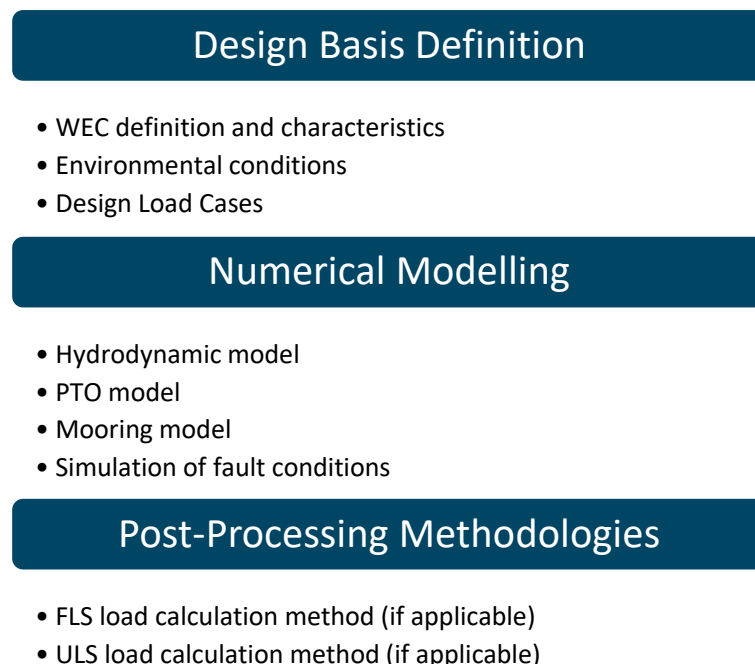 Design Basis Definition
• WEC definition and characteristics
• Environmental conditions
• Design Load Cases
Numerical Modelling
• Hydrodynamic model
• PTO model
• Mooring model
• Simulation of fault conditions
Post-Processing Methodologies
• FLS load calculation method (if applicable)
• ULS load calculation method (if applicable)